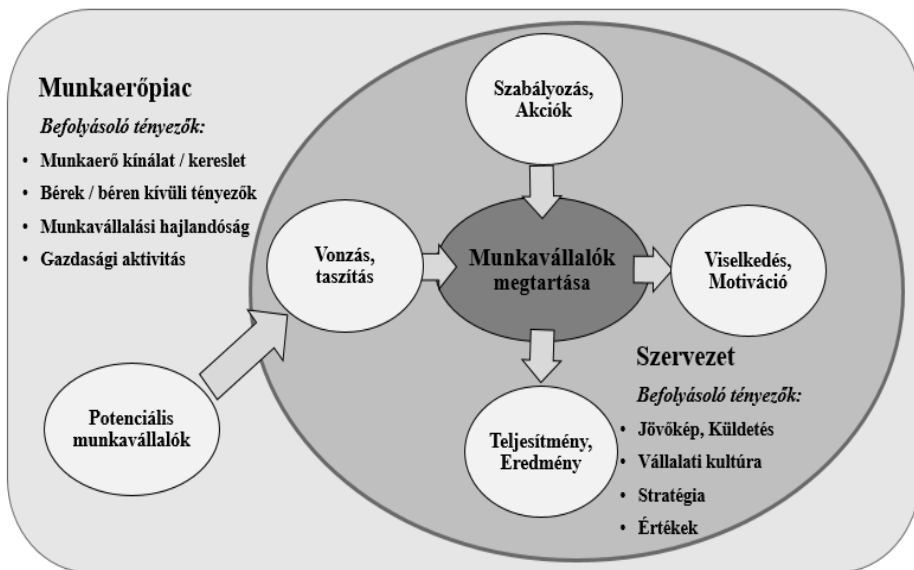 Munkaerőpiac
Befolyásoló tényezők:
• Munkaerő kínálat / kereslet
• Bérek / béren kívüli tényezők
• Munkavállalási hajlandóság
• Gazdasági aktivitás
Szabályozás,
Akciók
Vonzás,
taszítás
Munkavállalók
megtartása
Viselkedés,
Motiváció
Potenciális
munkavállalók
Teljesítmény,
Eredmény
Szervezet
Befolyásoló tényezők:
• Jövőkép, Küldetés
• Vállalati kultúra
• Stratégia
• Értékek